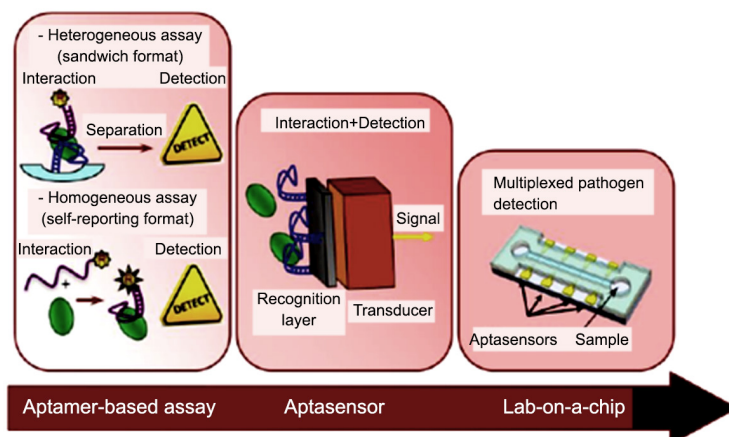 - Heterogeneous assay
(sandwich format)
Interaction
Detection
Separation
DETECT
- Homogeneous assay
(self-reporting format)
Interaction
Detection
+
DETECT
Interaction+Detection
Signal
Recognition
layer
Transducer
Multiplexed pathogen
detection
Aptasensors
Sample
Aptamer-based assay
Aptasensor
Lab-on-a-chip